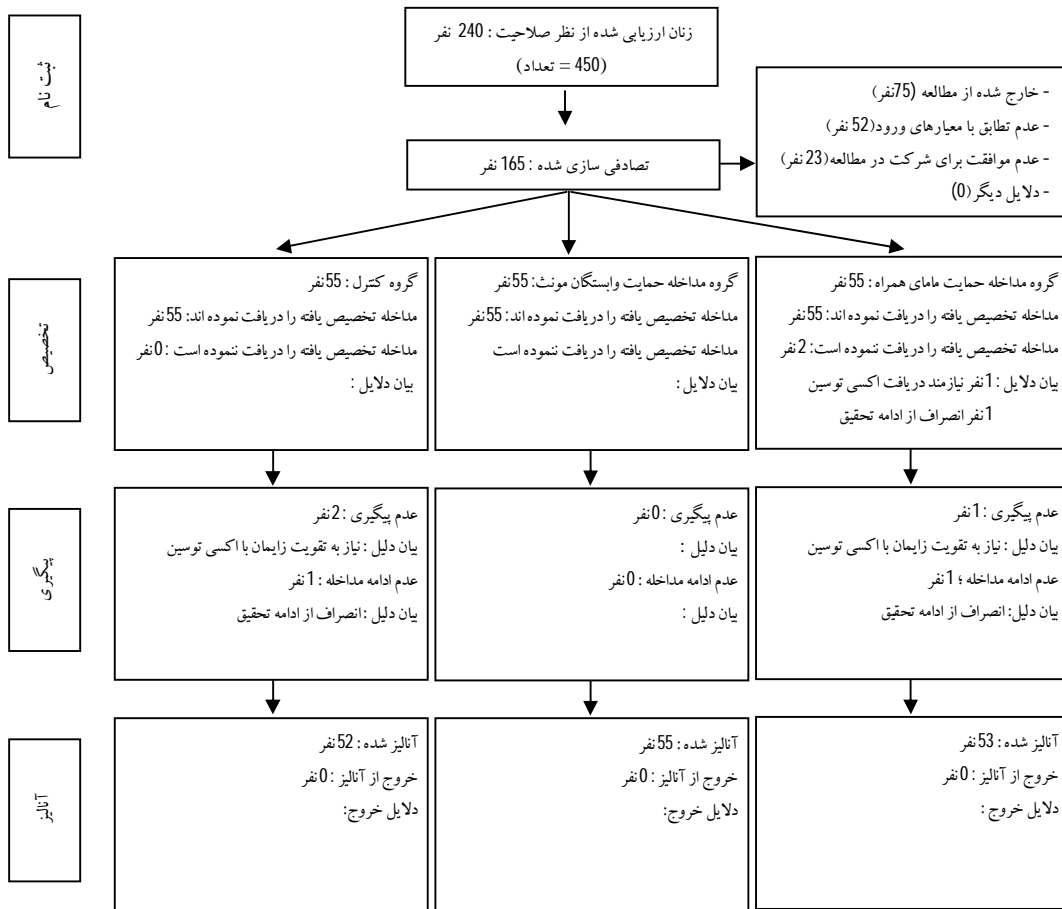 ثبت نام
زنان ارزیابی شده از نظر صلاحیت : 240 نفر
(450 = تعداد)
- خارج شده از مطالعه (75نفر)
- عدم تطابق با معیارهای ورود(52 نفر)
- عدم موافقت برای شرکت در مطالعه(23 نفر)
- دلایل دیگر(0)
تصادفی سازی شده : 165 نفر
تخصیص
گروه مداخله حمایت مامای همراه : 55نفر
مداخله تخصیص یافته را دریافت نموده اند: 55نفر
مداخله تخصیص یافته را دریافت ننموده است: 2نفر
بیان دلایل : 1نفر نیازمند دریافت اکسی توسین
1نفر انصراف از ادامه تحقیق
گروه مداخله حمایت وابستگان مونث: 55نفر
مداخله تخصیص یافته را دریافت نموده اند: 55نفر
مداخله تخصیص یافته را دریافت ننموده است
بیان دلایل :
گروه کنترل : 55نفر
مداخله تخصیص یافته را دریافت نموده اند: 55نفر
مداخله تخصیص یافته را دریافت ننموده است : 0نفر
بیان دلایل :
پیگیری
عدم پیگیری : 1نفر
بیان دلیل : نیاز به تقویت زایمان با اکسی توسین
عدم ادامه مداخله ؛ 1نفر
بیان دلیل: انصراف از ادامه تحقیق
عدم پیگیری : 0نفر
بیان دلیل :
عدم ادامه مداخله : 0نفر
بیان دلیل :
عدم پیگیری : 2نفر
بیان دلیل : نیاز به تقویت زایمان با اکسی توسین
عدم ادامه مداخله : 1نفر
بیان دلیل : انصراف از ادامه تحقیق
آنالیز
آنالیز شده : 53نفر
خروج از آنالیز : 0نفر
دلایل خروج :
آنالیز شده : 55نفر
خروج از آنالیز : 0نفر
دلایل خروج:
آنالیز شده : 52نفر
خروج از آنالیز : 0نفر
دلایل خروج: